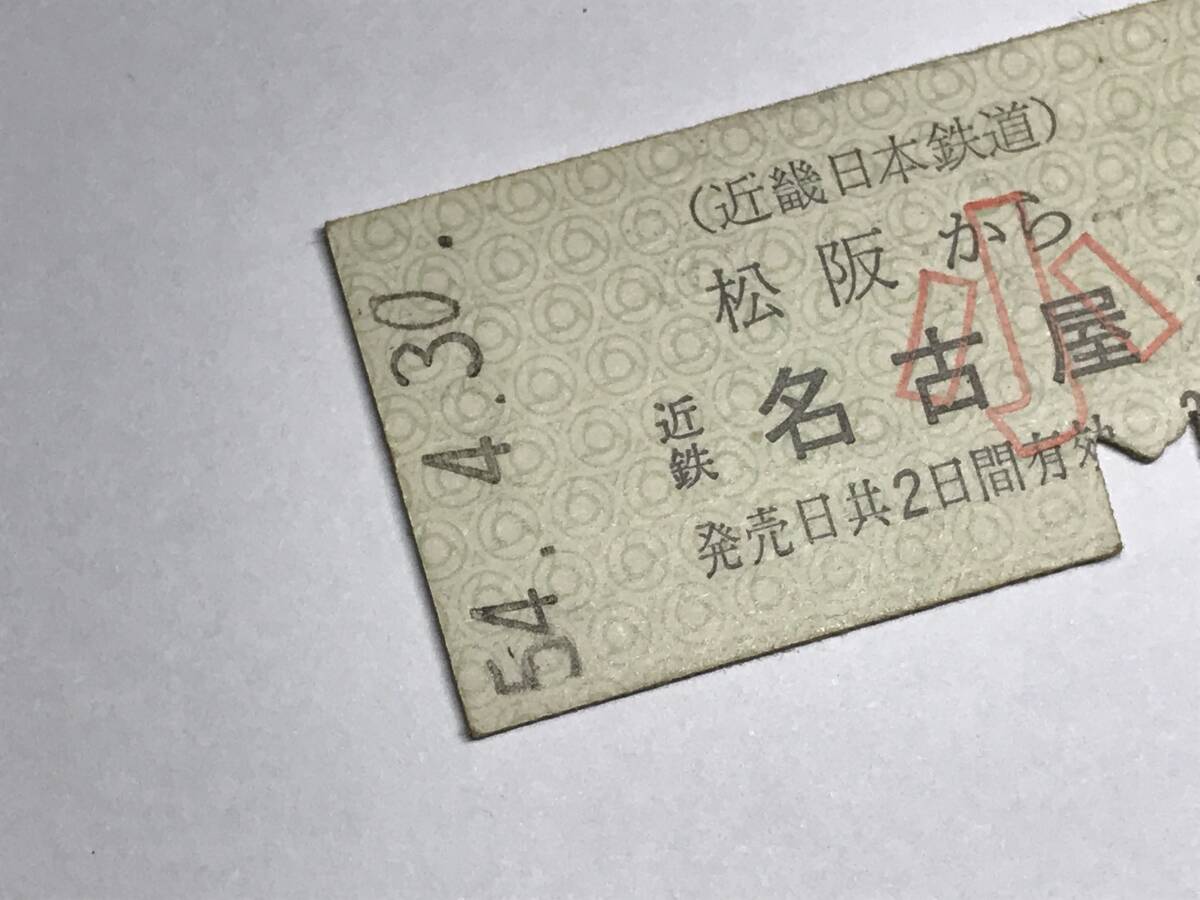 54. 4. 30.
(近畿日本鉄道)
松阪から
近鉄 名古屋
発売日共2日間有効
小